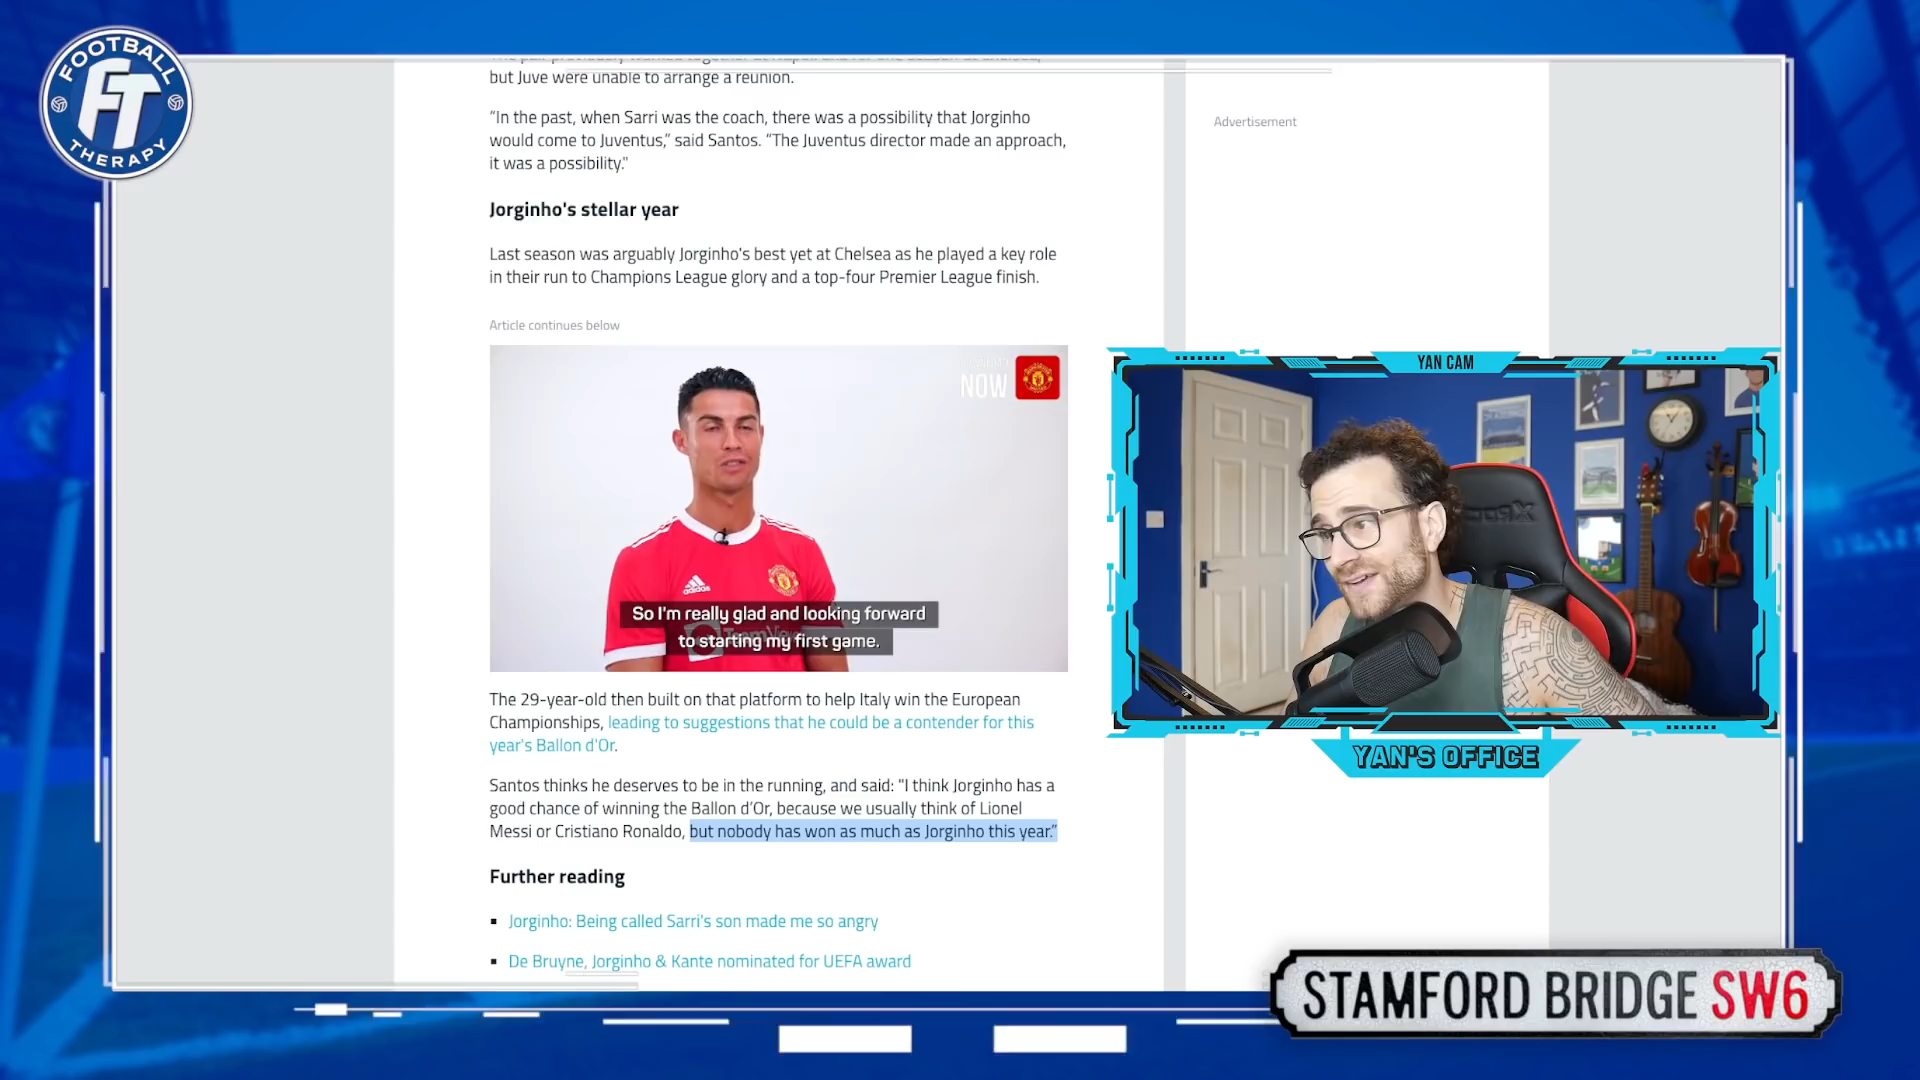 FOOTBALL
FT
THERAPY
but Juve were unable to arrange a reunion.
"In the past, when Sarri was the coach, there was a possibility that Jorginho
would come to Juventus,” said Santos. “The Juventus director made an approach,
it was a possibility."
Jorginho's stellar year
Last season was arguably Jorginho's best yet at Chelsea as he played a key role
in their run to Champions League glory and a top-four Premier League finish.
Article continues below
NOW
adidas
So I'm really glad and looking forward
to starting my first game.
The 29-year-old then built on that platform to help Italy win the European
Championships, leading to suggestions that he could be a contender for this
year's Ballon d'Or.
Santos thinks he deserves to be in the running, and said: "I think Jorginho has a
good chance of winning the Ballon d’Or, because we usually think of Lionel
Messi or Cristiano Ronaldo, but nobody has won as much as Jorginho this year.”
Further reading
Jorginho: Being called Sarri's son made me so angry
De Bruyne, Jorginho & Kante nominated for UEFA award
Advertisement
YAN CAM
YAN'S OFFICE
STAMFORD BRIDGE SW6